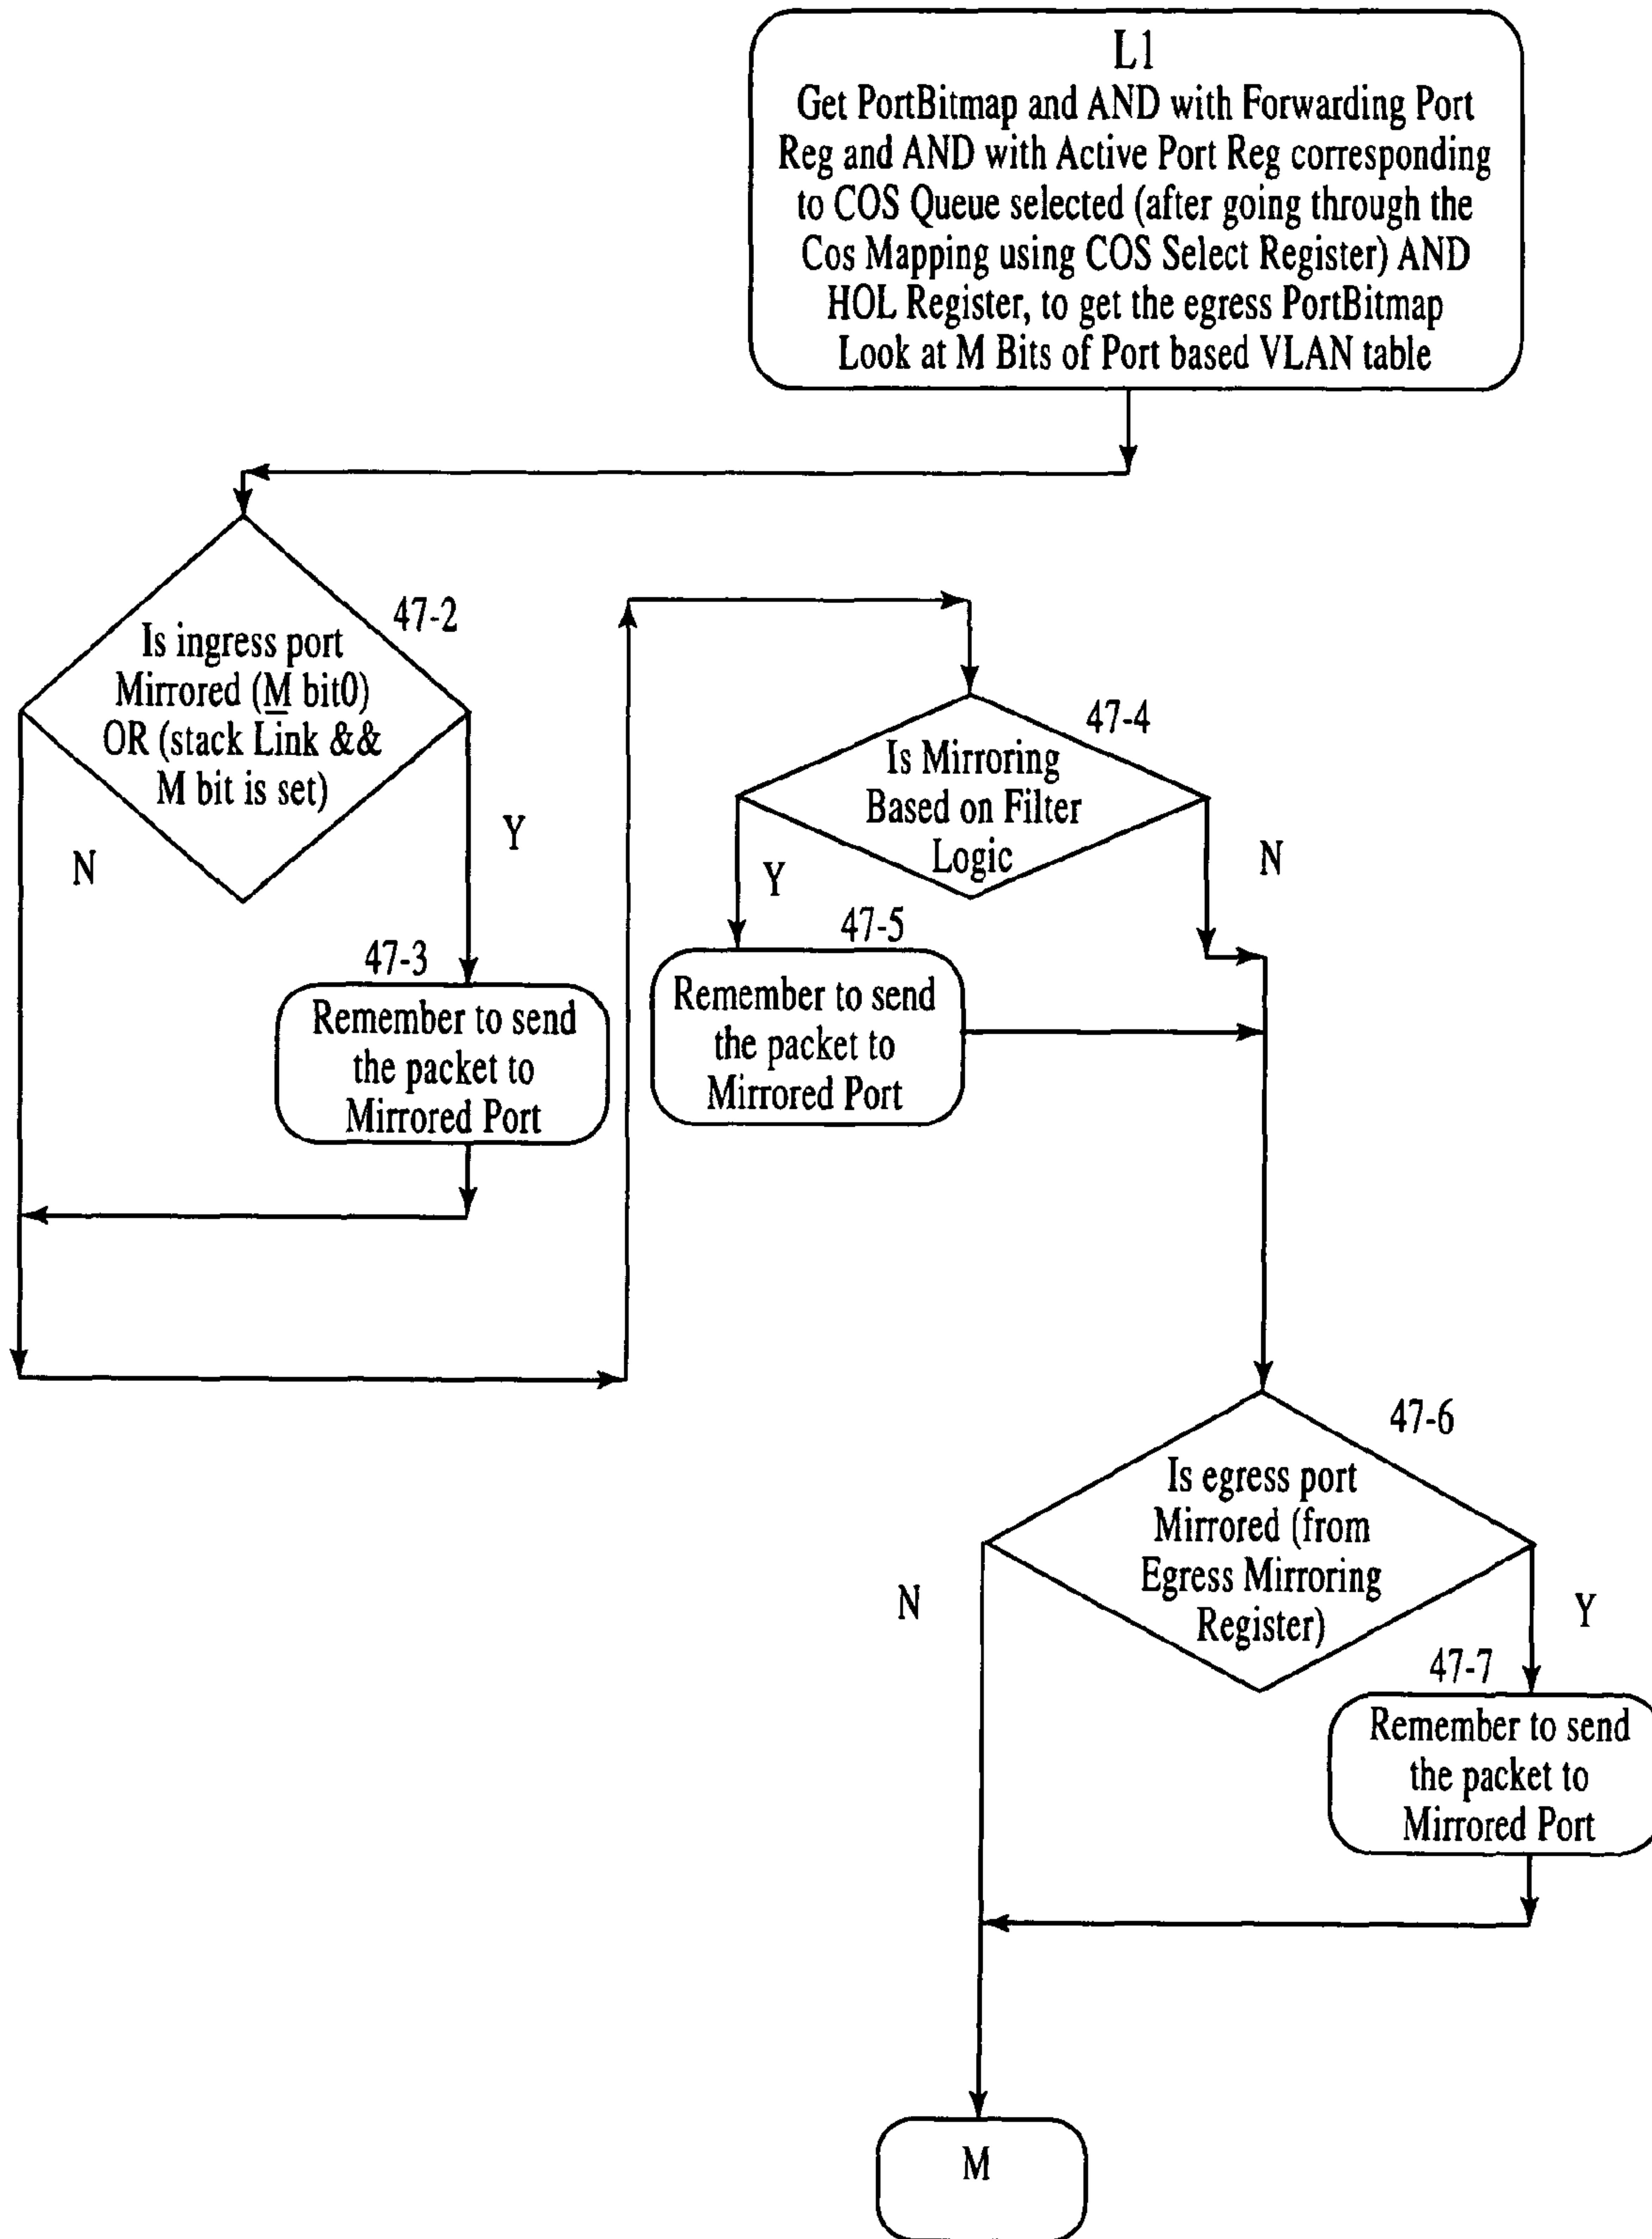 L1
Get PortBitmap and AND with Forwarding Port
Reg and AND with Active Port Reg corresponding
to COS Queue selected (after going through the
Cos Mapping using COS Select Register) AND
HOL Register, to get the egress PortBitmap
Look at M Bits of Port based VLAN table
47-2
Is ingress port
Mirrored (M bit0)
OR (stack Link &&
M bit is set)
N
Y
47-3
Remember to send
the packet to
Mirrored Port
47-4
Is Mirroring
Based on Filter
Logic
Y
N
47-5
Remember to send
the packet to
Mirrored Port
47-6
Is egress port
Mirrored (from
Egress Mirroring
Register)
N
Y
47-7
Remember to send
the packet to
Mirrored Port
M